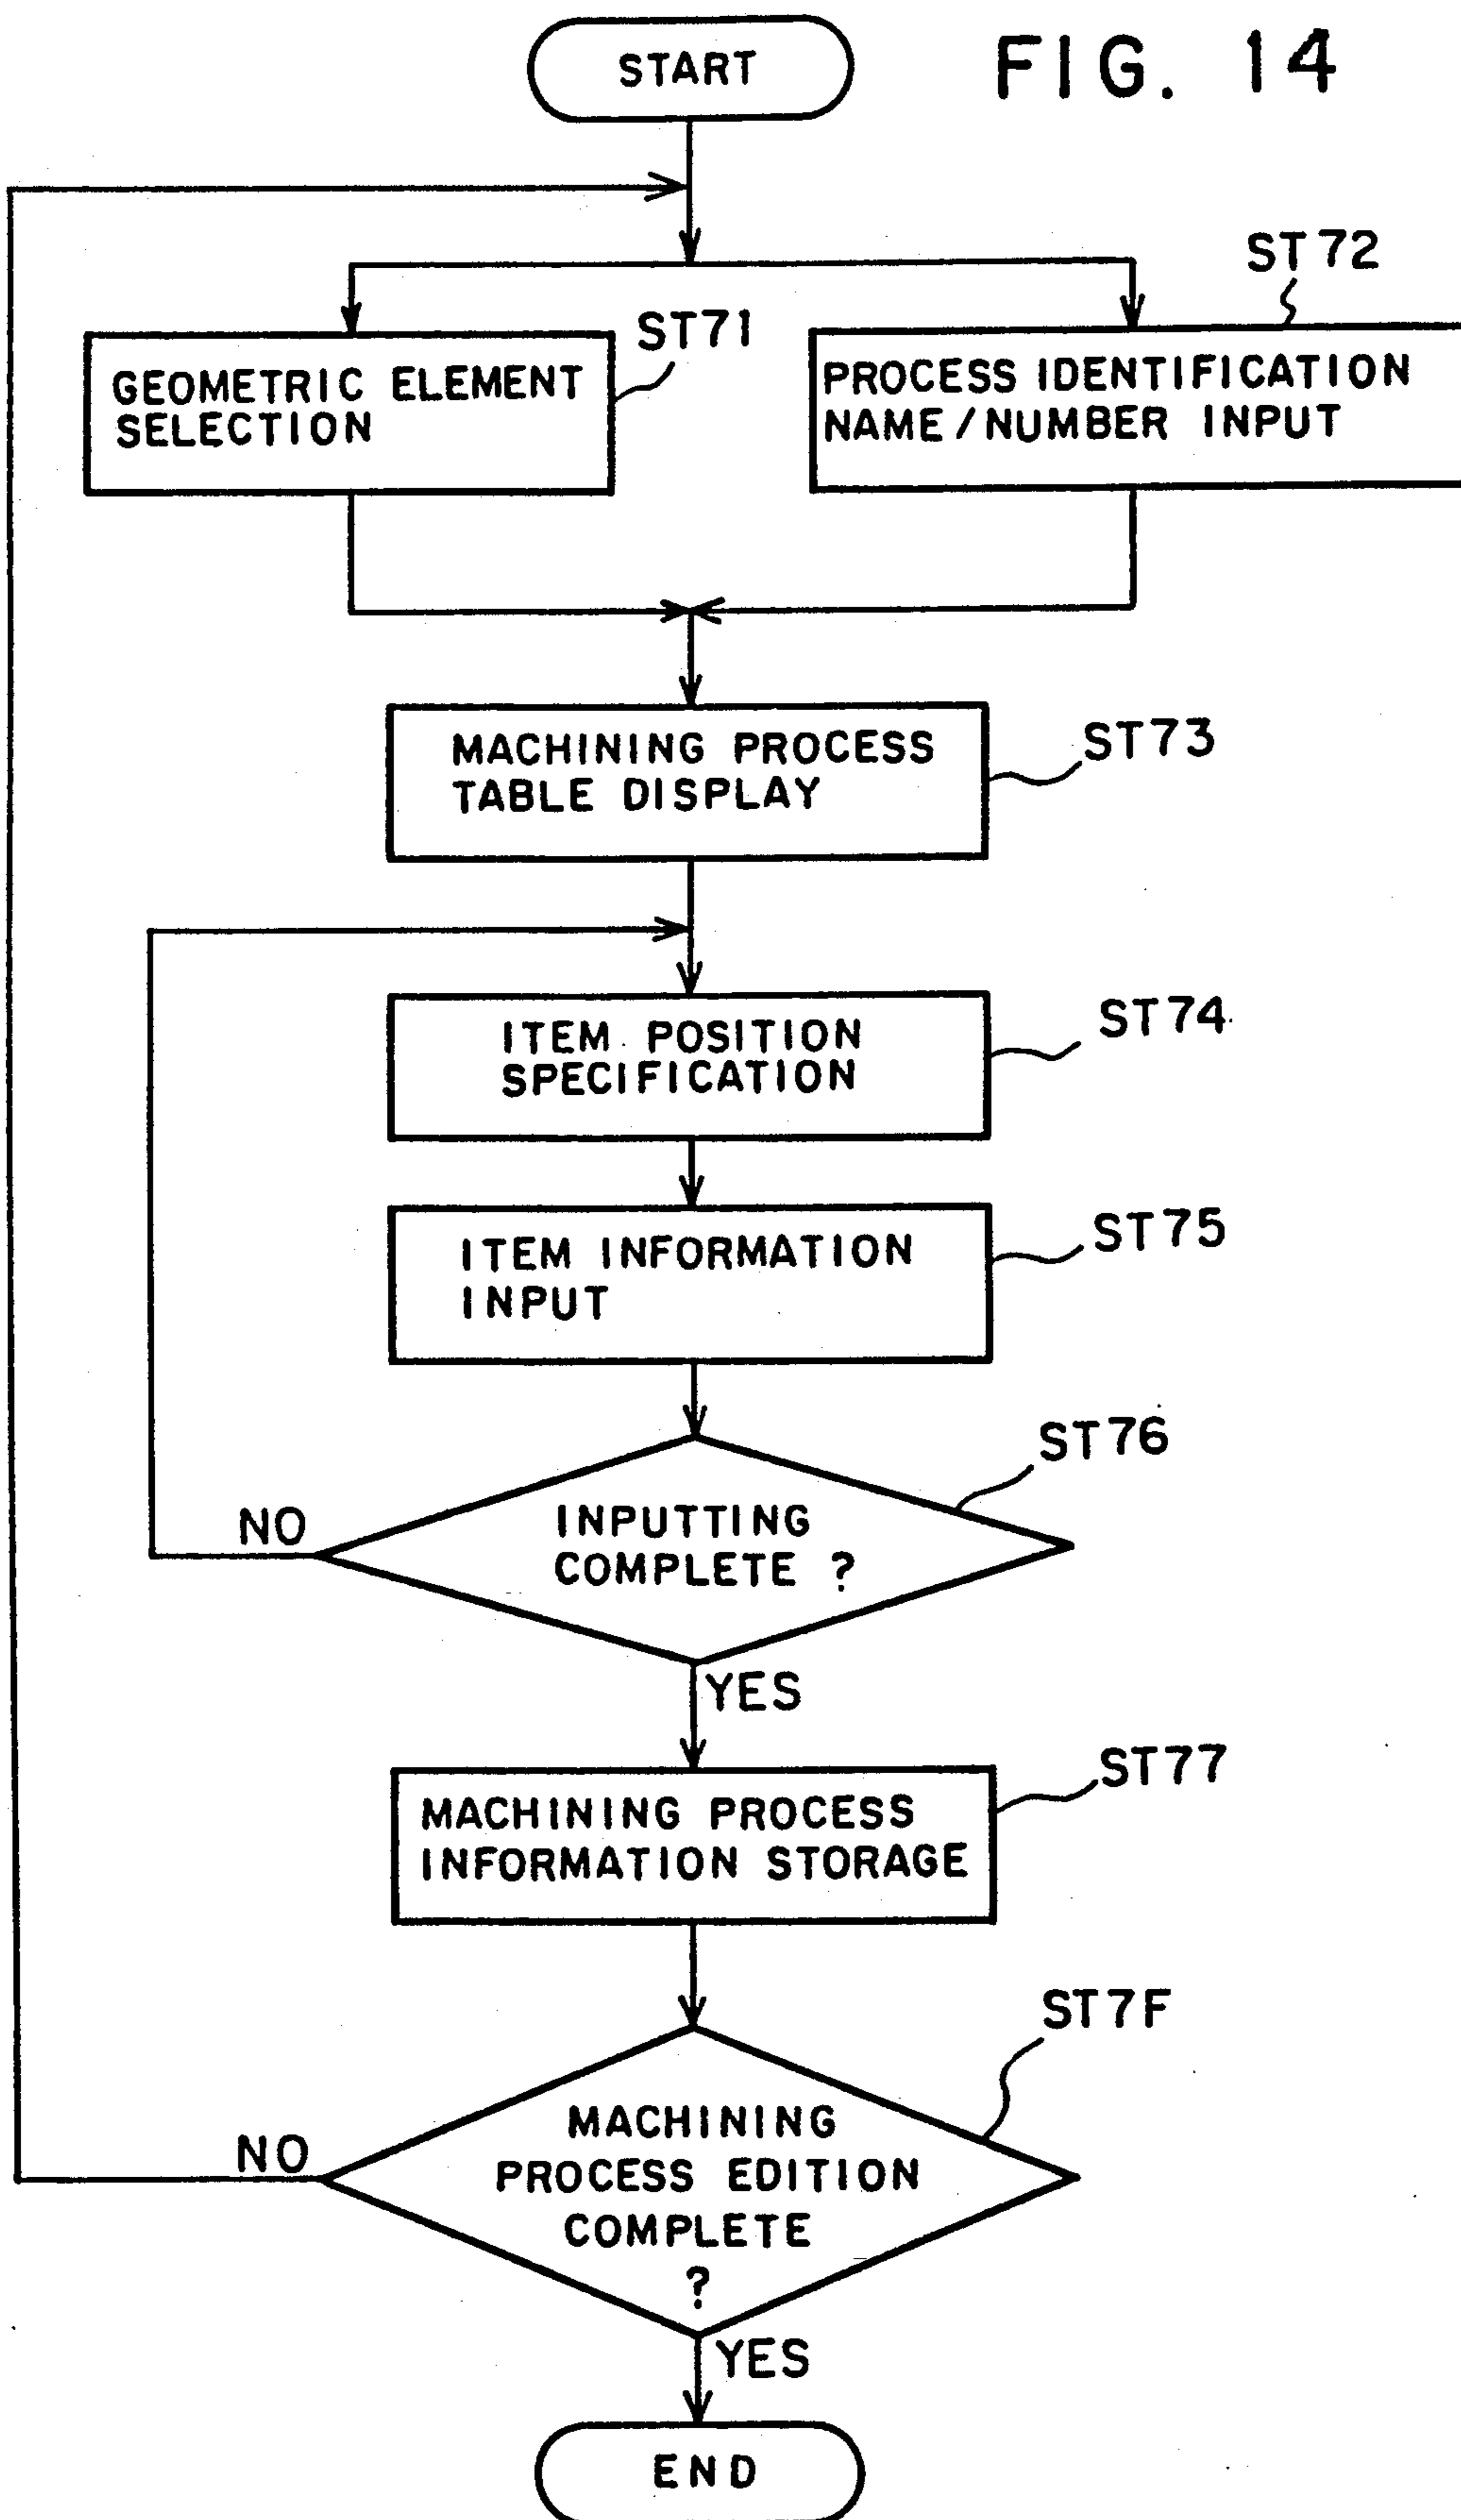 START
FIG. 14
ST72
ST71
GEOMETRIC ELEMENT
SELECTION
PROCESS IDENTIFICATION
NAME/NUMBER INPUT
MACHINING PROCESS
TABLE DISPLAY
ST73
ITEM POSITION
SPECIFICATION
ST74
ITEM INFORMATION
INPUT
ST75
ST76
INPUTTING
COMPLETE ?
NO
YES
ST77
MACHINING PROCESS
INFORMATION STORAGE
ST7F
MACHINING
PROCESS EDITION
COMPLETE
?
NO
YES
END